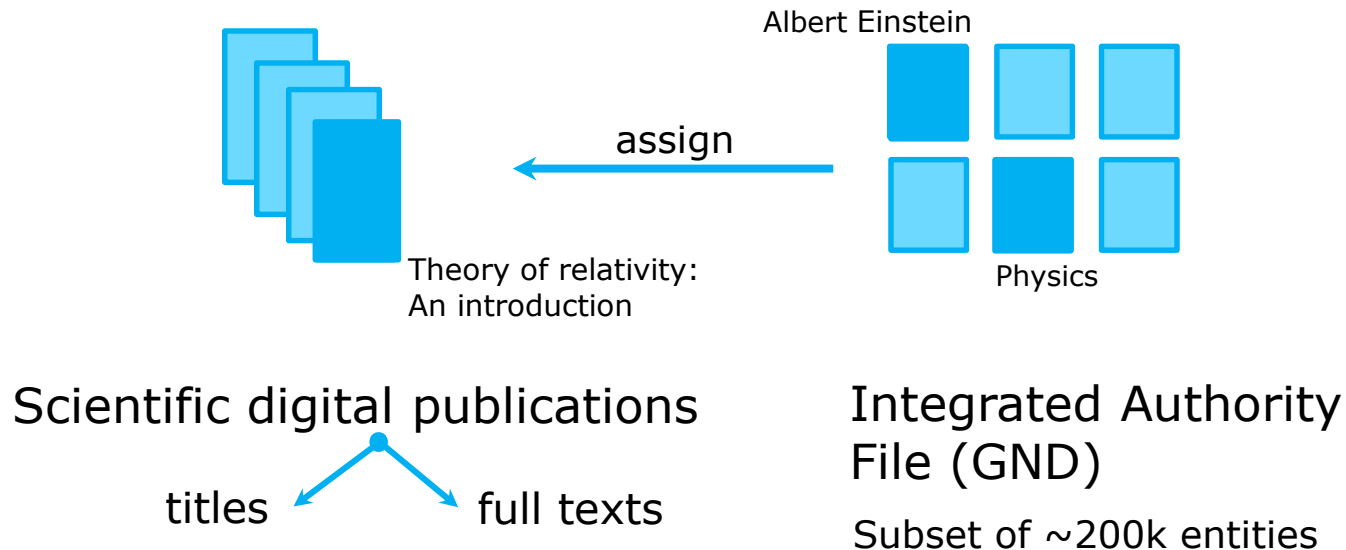 Albert Einstein
assign
Theory of relativity:
An introduction
Physics
Scientific digital publications
titles
full texts
Integrated Authority
File (GND)
Subset of ~200k entities